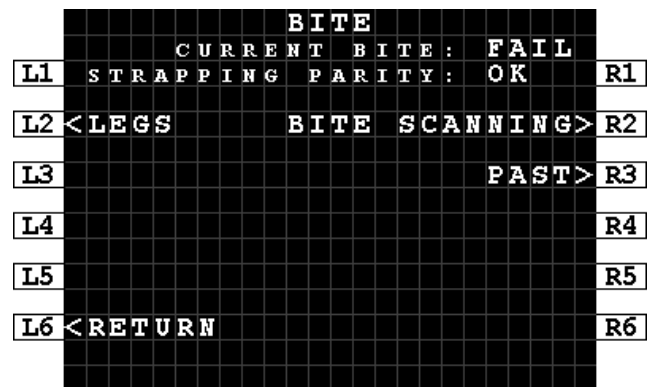 BITE
CURRENT BITE: FAIL
L1 STRAPPING PARITY: OK R1
L2 <LEGS BITE SCANNING> R2
L3 PAST> R3
L4 R4
L5 R5
L6 <RETURN R6